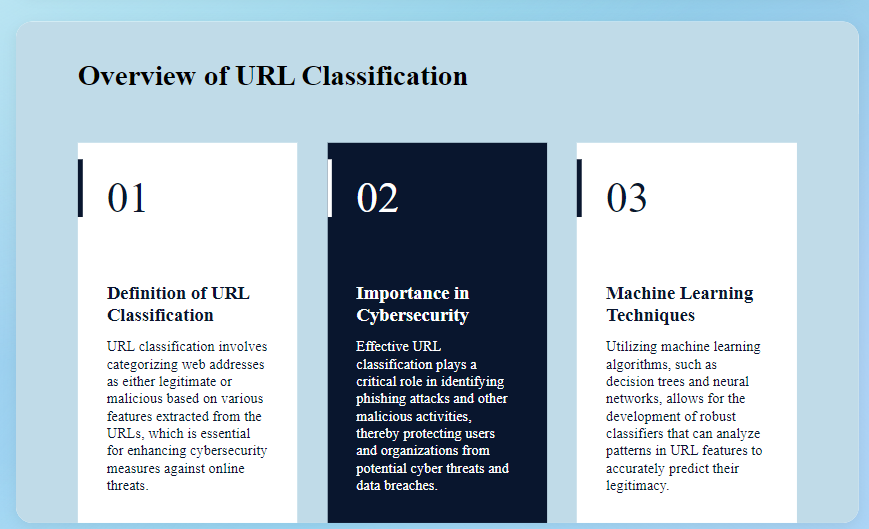 Overview of URL Classification
01
Definition of URL
Classification
URL classification involves
categorizing web addresses
as either legitimate or
malicious based on various
features extracted from the
URLs, which is essential
for enhancing cybersecurity
measures against online
threats.
02
Importance in
Cybersecurity
Effective URL
classification plays a
critical role in identifying
phishing attacks and other
malicious activities,
thereby protecting users
and organizations from
potential cyber threats and
data breaches.
03
Machine Learning
Techniques
Utilizing machine learning
algorithms, such as
decision trees and neural
networks, allows for the
development of robust
classifiers that can analyze
patterns in URL features to
accurately predict their
legitimacy.